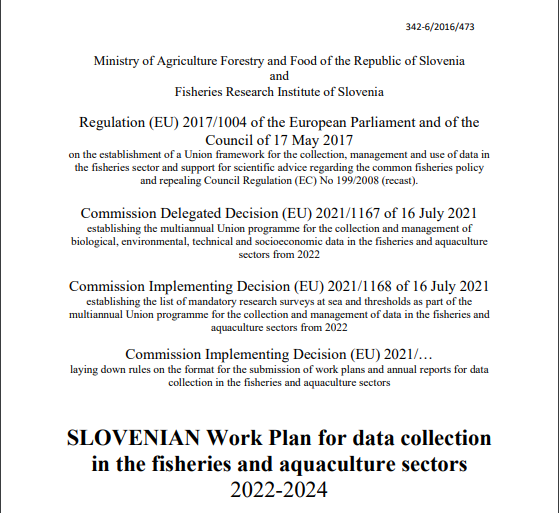 342-6/2016/473
Ministry of Agriculture Forestry and Food of the Republic of Slovenia
and
Fisheries Research Institute of Slovenia
Regulation (EU) 2017/1004 of the European Parliament and of the
Council of 17 May 2017
on the establishment of a Union framework for the collection, management and use of data in
the fisheries sector and support for scientific advice regarding the common fisheries policy
and repealing Council Regulation (EC) No 199/2008 (recast).
Commission Delegated Decision (EU) 2021/1167 of 16 July 2021
establishing the multiannual Union programme for the collection and management of
biological, environmental, technical and socioeconomic data in the fisheries and aquaculture
sectors from 2022
Commission Implementing Decision (EU) 2021/1168 of 16 July 2021
establishing the list of mandatory research surveys at sea and thresholds as part of the
multiannual Union programme for the collection and management of data in the fisheries and
aquaculture sectors from 2022
Commission Implementing Decision (EU) 2021/…
laying down rules on the format for the submission of work plans and annual reports for data
collection in the fisheries and aquaculture sectors
SLOVENIAN Work Plan for data collection
in the fisheries and aquaculture sectors
2022-2024